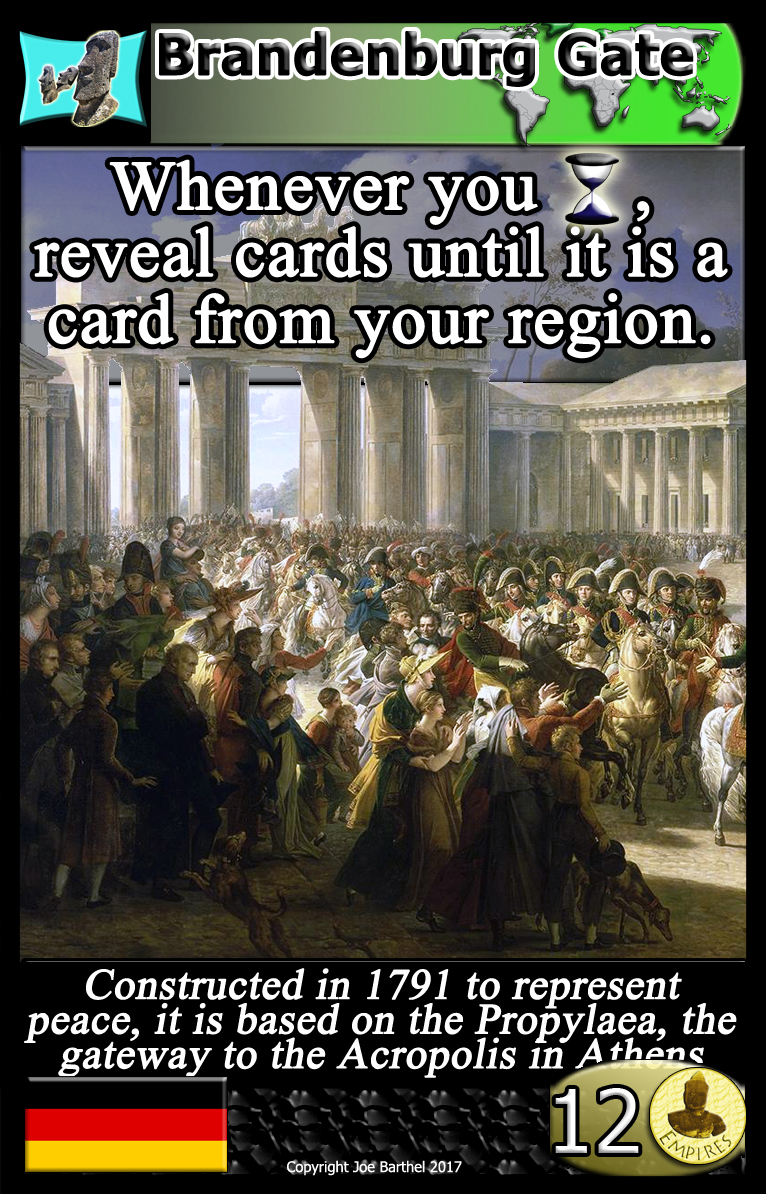 Brandenburg Gate
Whenever you ,
reveal cards until it is a
card from your region.
Constructed in 1791 to represent
peace, it is based on the Propylaea, the
gateway to the Acropolis in Athens
12
EMPIRES
Copyright Joe Barthel 2017